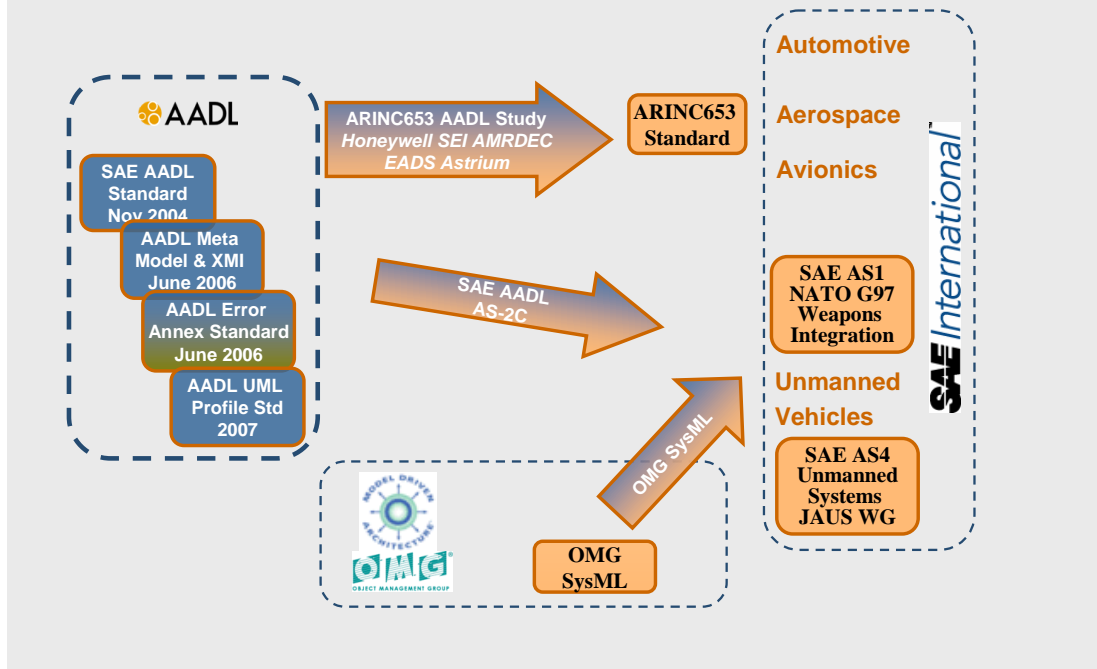 AADL
SAE AADL
Standard
Nov 2004
AADL Meta
Model & XMI
June 2006
AADL Error
Annex Standard
June 2006
AADL UML
Profile Std
2007
ARINC653 AADL Study
Honeywell SEI AMRDEC
EADS Astrium
ARINC653
Standard
SAE AADL
AS-2C
OMG SysML
MODEL DRIVEN
ARCHITECTURE
OMG
OBJECT MANAGEMENT GROUP
OMG
SysML
Automotive
Aerospace
Avionics
SAE AS1
NATO G97
Weapons
Integration
Unmanned
Vehicles
SAE AS4
Unmanned
Systems
JAUS WG
SAE International